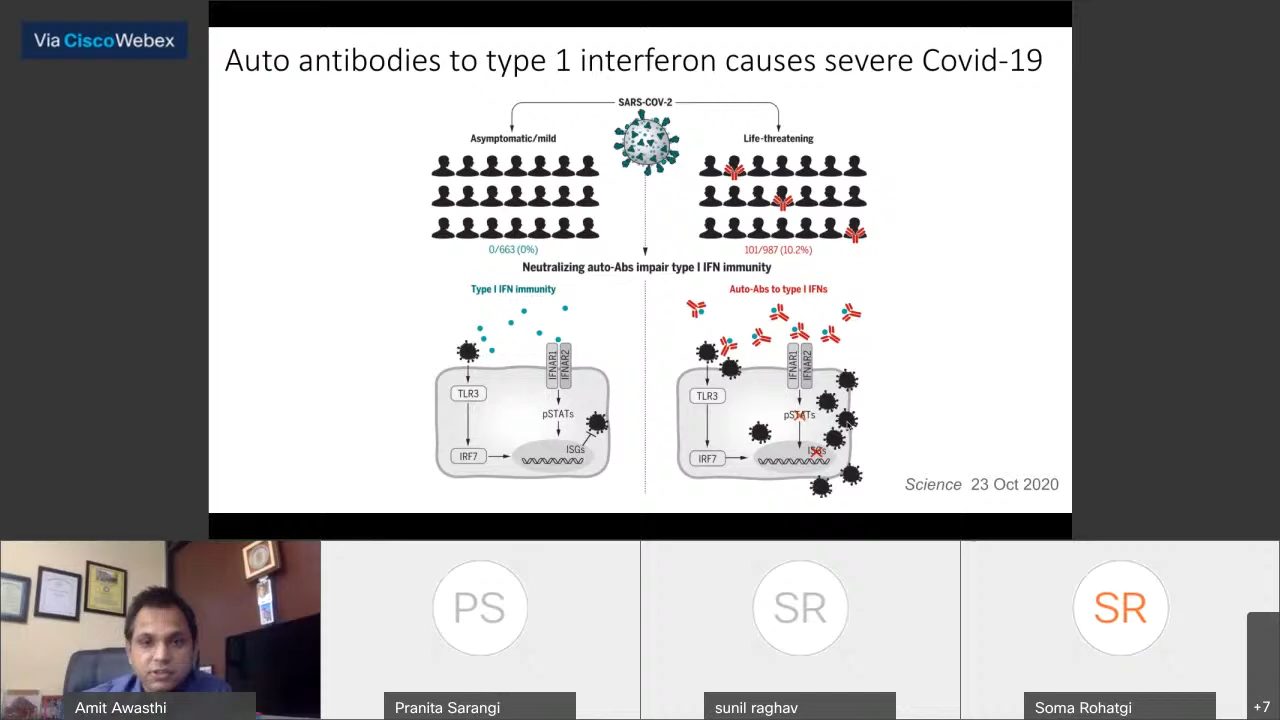 Via Cisco Webex
Auto antibodies to type 1 interferon causes severe Covid-19
SARS-COV-2
Asymptomatic/mild
Life-threatening
0/663 (0%)
101/987 (10.2%)
Neutralizing auto-Abs impair type I IFN immunity
Type I IFN immunity
Auto-Abs to type I IFNs
IFNAR1
IFNAR2
TLR3
pSTATs
ISGs
IRF7
IFNAR1
IFNAR2
TLR3
pSTATs
ISGs
IRF7
Science 23 Oct 2020
PS
SR
SR
Amit Awasthi
Pranita Sarangi
sunil raghav
Soma Rohatgi
+7